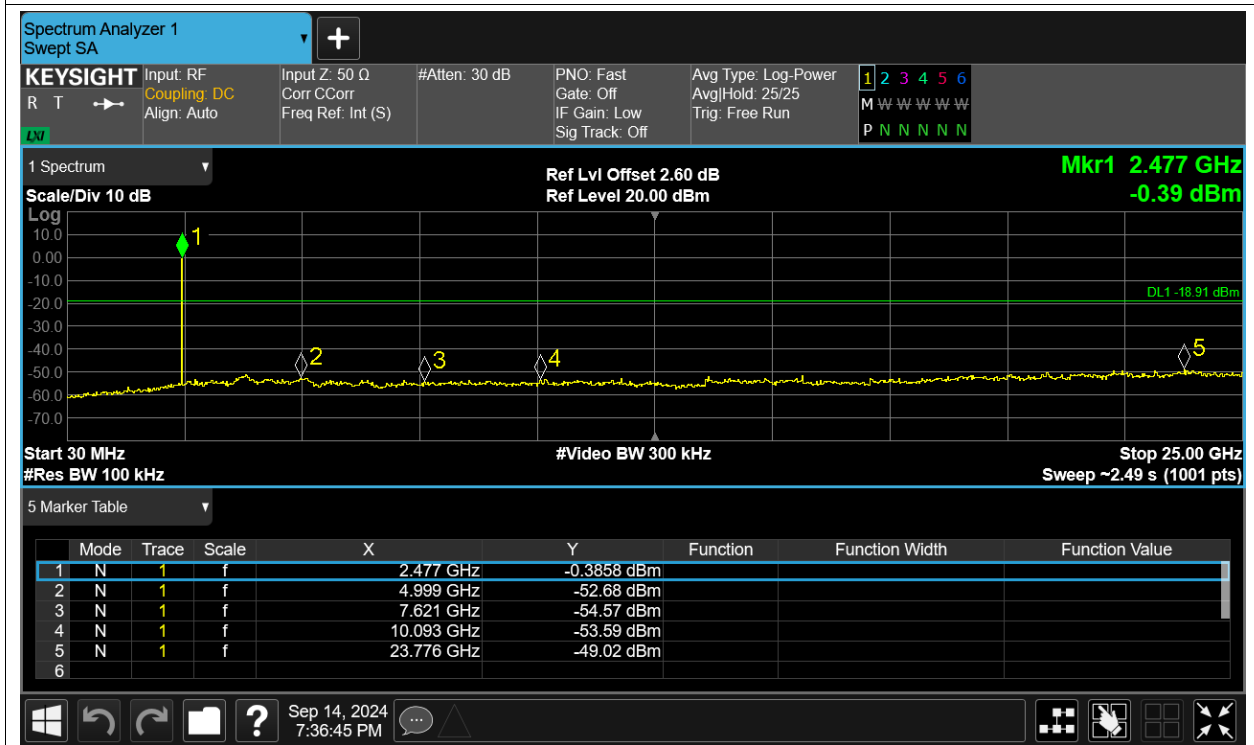 Spectrum Analyzer 1
Swept SA
+
KEYSIGHT
R T
LXI
Input: RF
Coupling: DC
Align: Auto
Input Z: 50 Ω
Corr CCorr
Freq Ref: Int (S)
#Atten: 30 dB
PNO: Fast
Gate: Off
IF Gain: Low
Sig Track: Off
Avg Type: Log-Power
Avg|Hold: 25/25
Trig: Free Run
1 2 3 4 5 6
M W W W W W
P N N N N N
1 Spectrum
Scale/Div 10 dB
Ref Lvl Offset 2.60 dB
Ref Level 20.00 dBm
Mkr1 2.477 GHz
-0.39 dBm
Log
10.0
0.00
-10.0
-20.0
-30.0
-40.0
-50.0
-60.0
-70.0
1
2
3
4
5
DL1 -18.91 dBm
Start 30 MHz
#Res BW 100 kHz
#Video BW 300 kHz
Stop 25.00 GHz
Sweep ~2.49 s (1001 pts)
5 Marker Table
Mode Trace Scale X Y Function Function Width Function Value
1 N 1 f 2.477 GHz -0.3858 dBm
2 N 1 f 4.999 GHz -52.68 dBm
3 N 1 f 7.621 GHz -54.57 dBm
4 N 1 f 10.093 GHz -53.59 dBm
5 N 1 f 23.776 GHz -49.02 dBm
6
?
Sep 14, 2024
7:36:45 PM